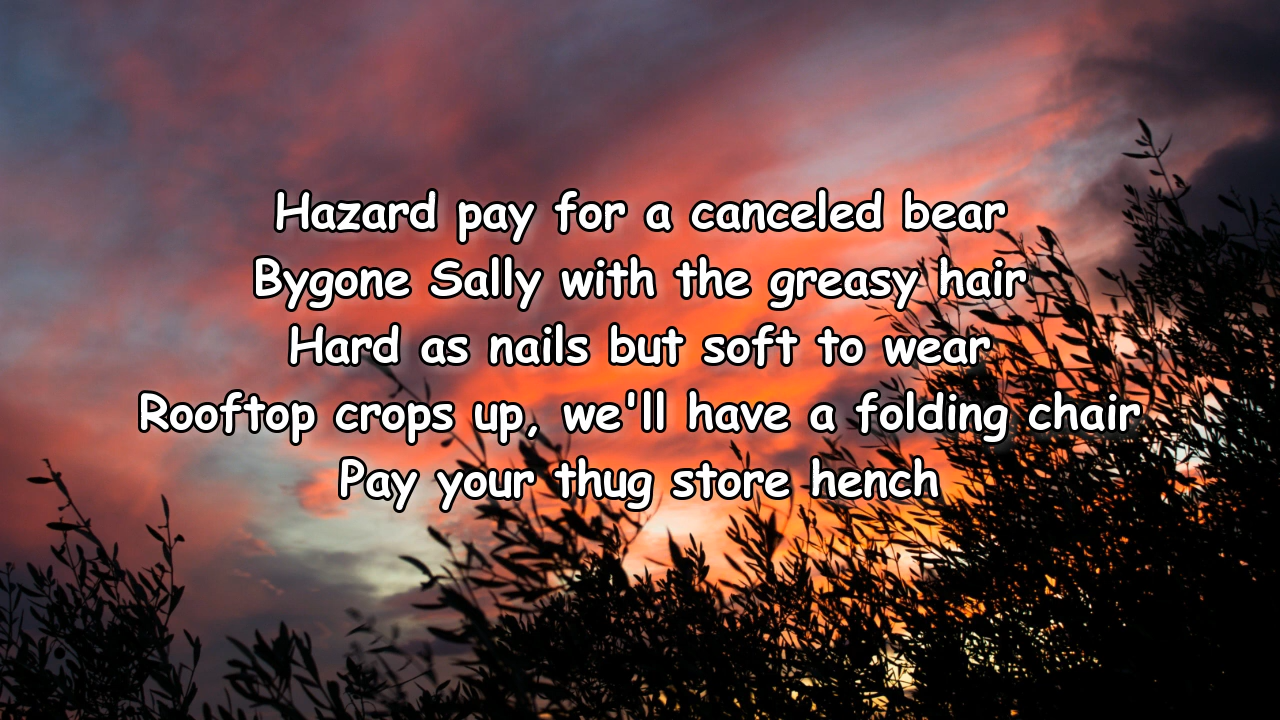 Hazard pay for a canceled bear
Bygone Sally with the greasy hair
Hard as nails but soft to wear
Rooftop crops up, we'll have a folding chair
Pay your thug store hench